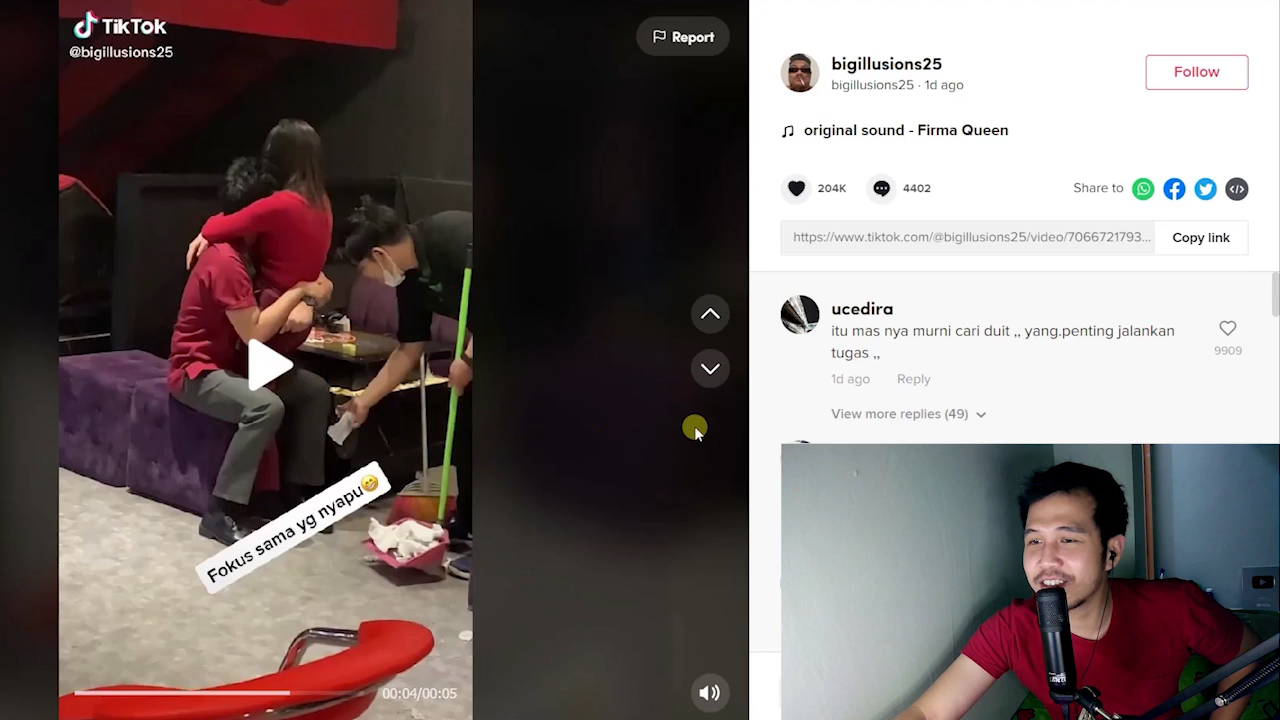 TikTok
@bigillusions25
Report
Fokus sama yg nyapu😁
00:04/00:05
bigillusions25
bigillusions25 · 1d ago
Follow
original sound - Firma Queen
204K
4402
Share to
https://www.tiktok.com/@bigillusions25/video/7066721793...
Copy link
ucedira
itu mas nya murni cari duit ,, yang.penting jalankan
tugas ,,
9909
1d ago
Reply
View more replies (49)